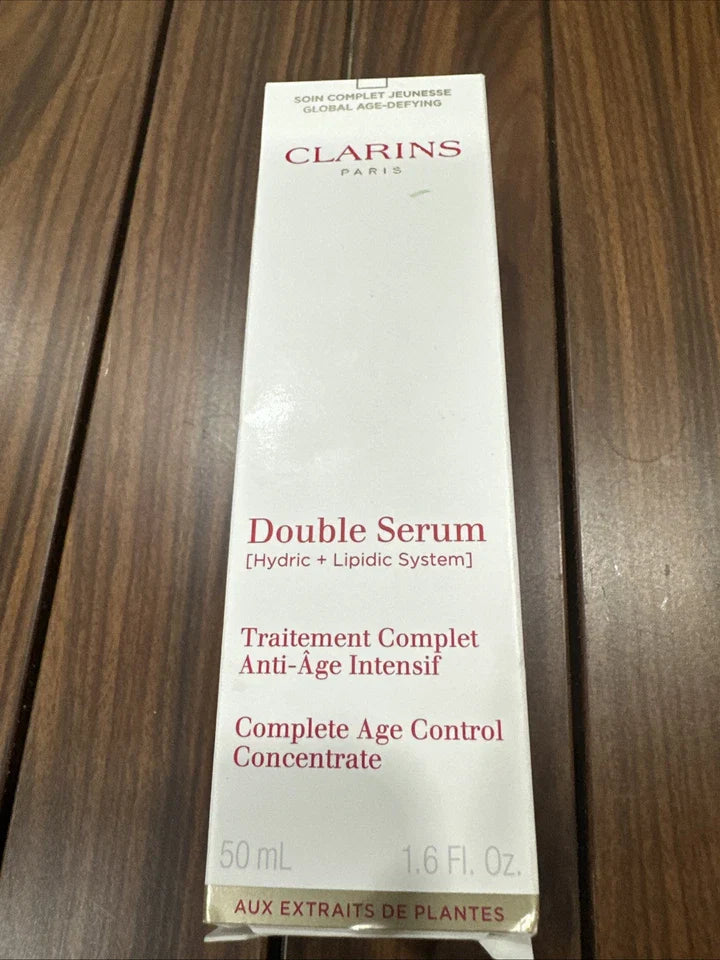 SOIN COMPLET JEUNESSE
GLOBAL AGE-DEFYING
CLARINS
PARIS
Double Serum
[Hydric + Lipidic System]
Traitement Complet
Anti-Âge Intensif
Complete Age Control
Concentrate
50 mL 1.6 Fl. Oz.
AUX EXTRAITS DE PLANTES